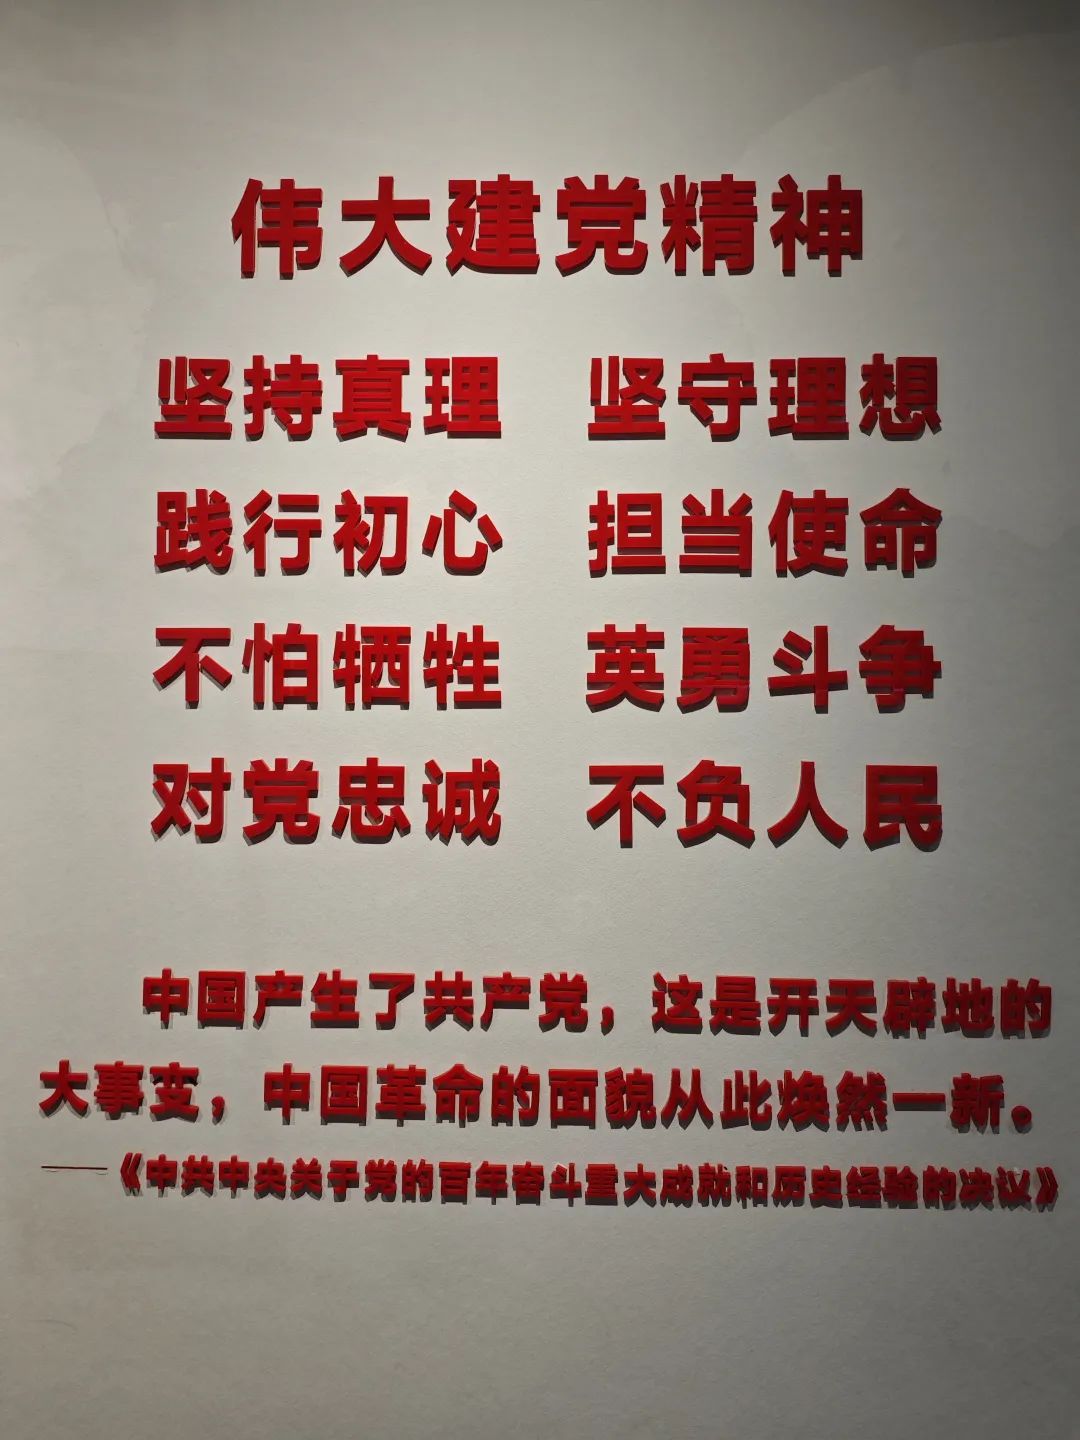 伟大建党精神
坚持真理 坚守理想
践行初心 担当使命
不怕牺牲 英勇斗争
对党忠诚 不负人民
中国产生了共产党，这是开天辟地的
大事变，中国革命的面貌从此焕然一新。
——《中共中央关于党的百年奋斗重大成就和历史经验的决议》